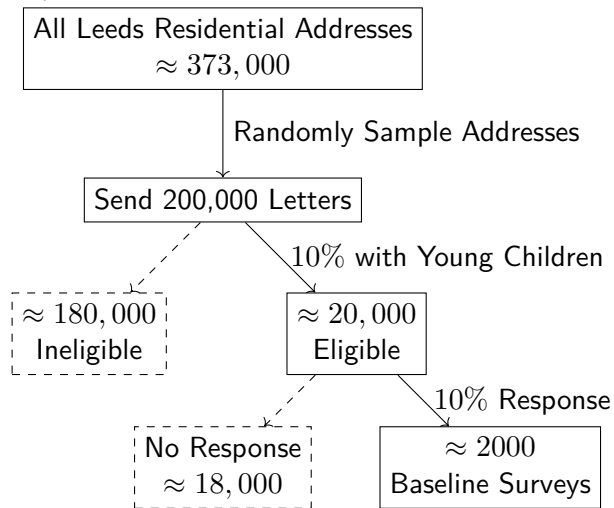 All Leeds Residential Addresses
≈ 373,000
Randomly Sample Addresses
Send 200,000 Letters
10% with Young Children
≈ 180,000
Ineligible
≈ 20,000
Eligible
10% Response
No Response
≈ 18,000
≈ 2000
Baseline Surveys